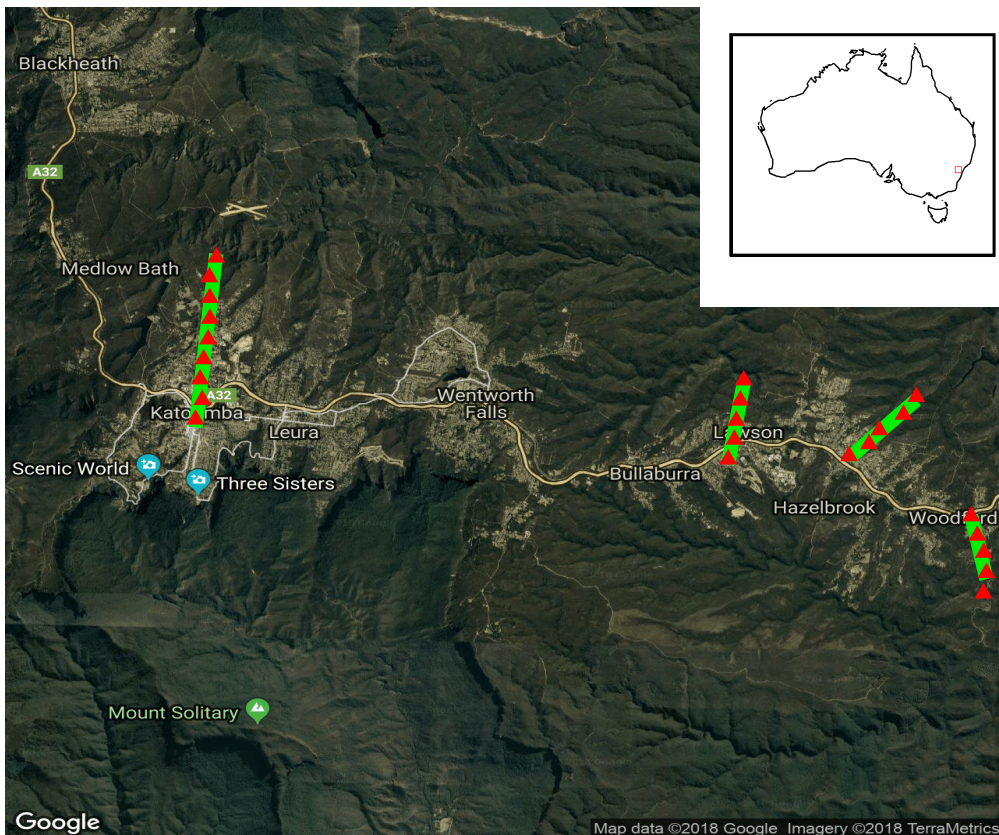 Blackheath
A32
Medlow Bath
A32
Katoomba
Leura
Wentworth
Falls
Lawson
Bullaburra
Scenic World
Three Sisters
Hazelbrook
Woodford
Mount Solitary
Google
Map data ©2018 Google Imagery ©2018 TerraMetrics